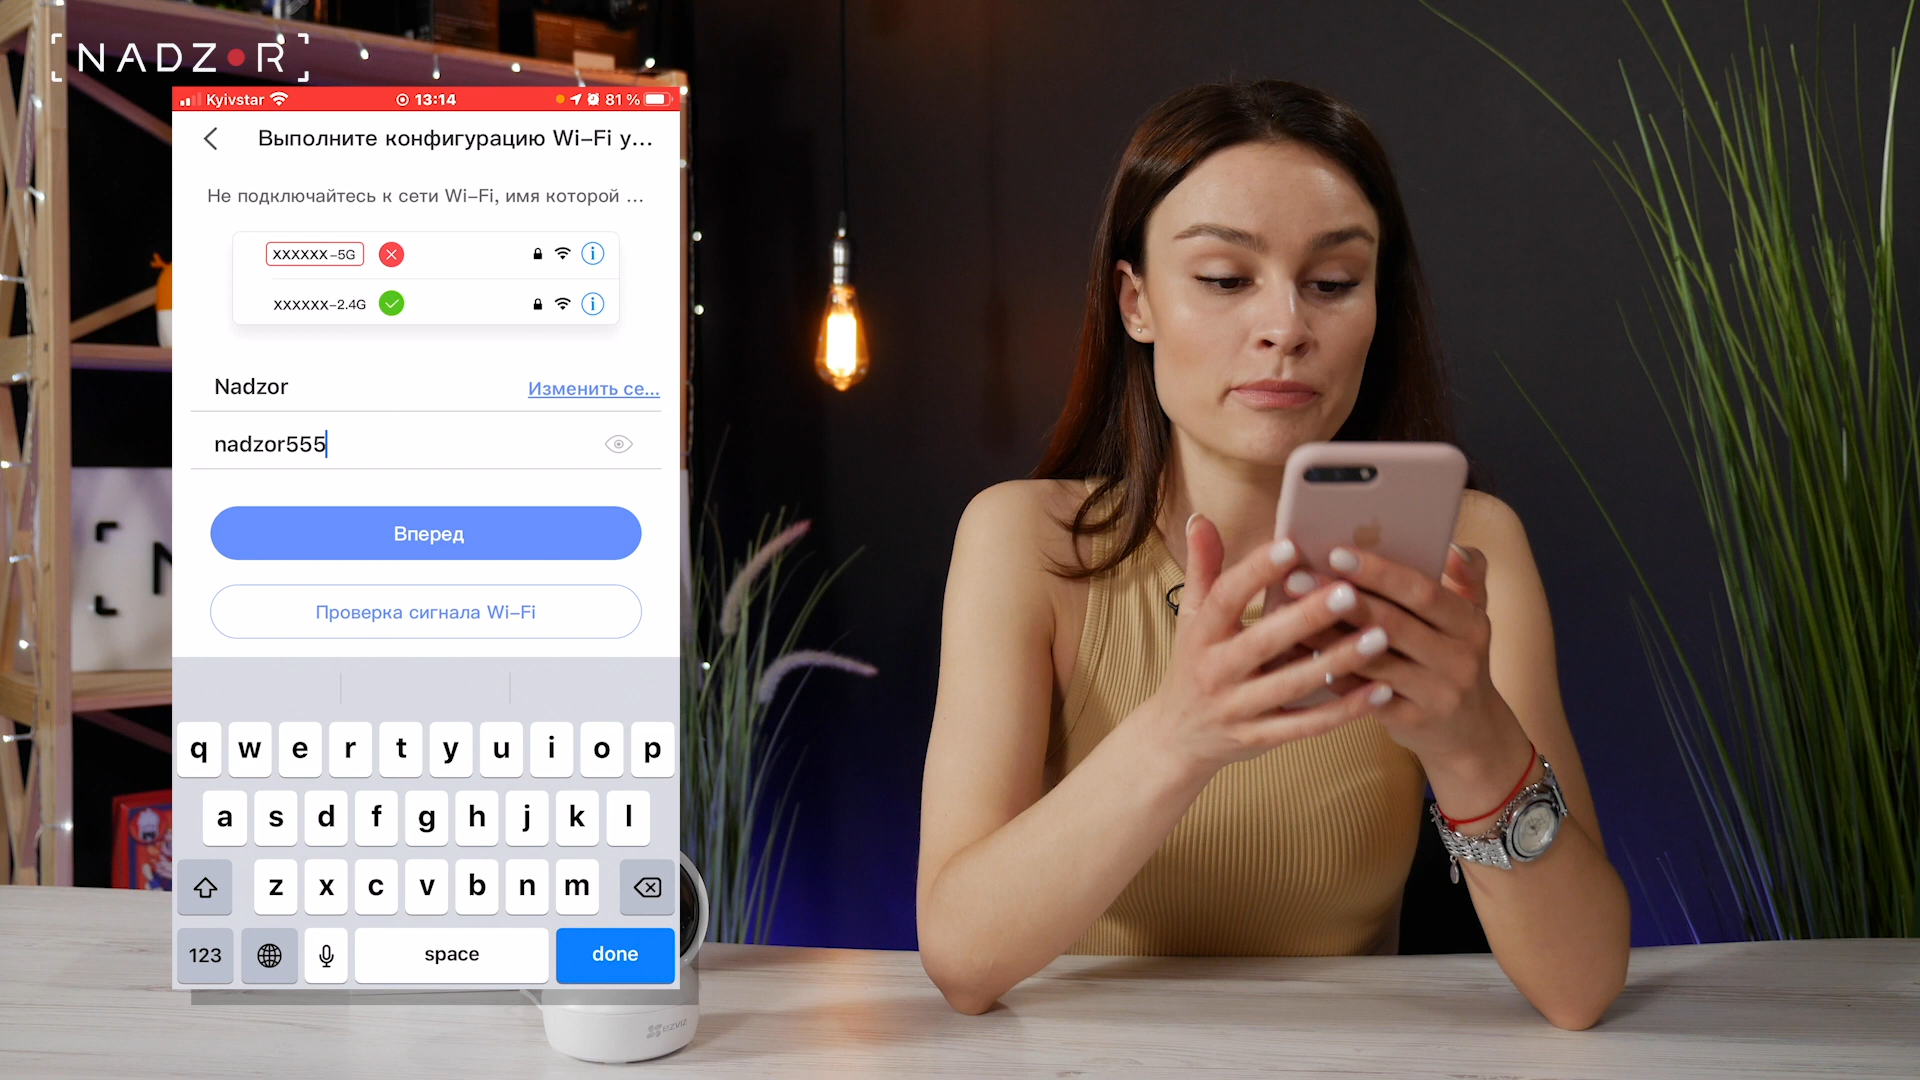 NADZOR
Kyivstar
13:14
81 %
Выполните конфигурацию Wi-Fi у...
Не подключайтесь к сети Wi-Fi, имя которой ...
XXXXXX-5G
XXXXXX-2.4G
Nadzor
Изменить се...
nadzor555
Вперед
Проверка сигнала Wi-Fi
q w e r t y u i o p
a s d f g h j k l
z x c v b n m
123
space
done
N
ezviz